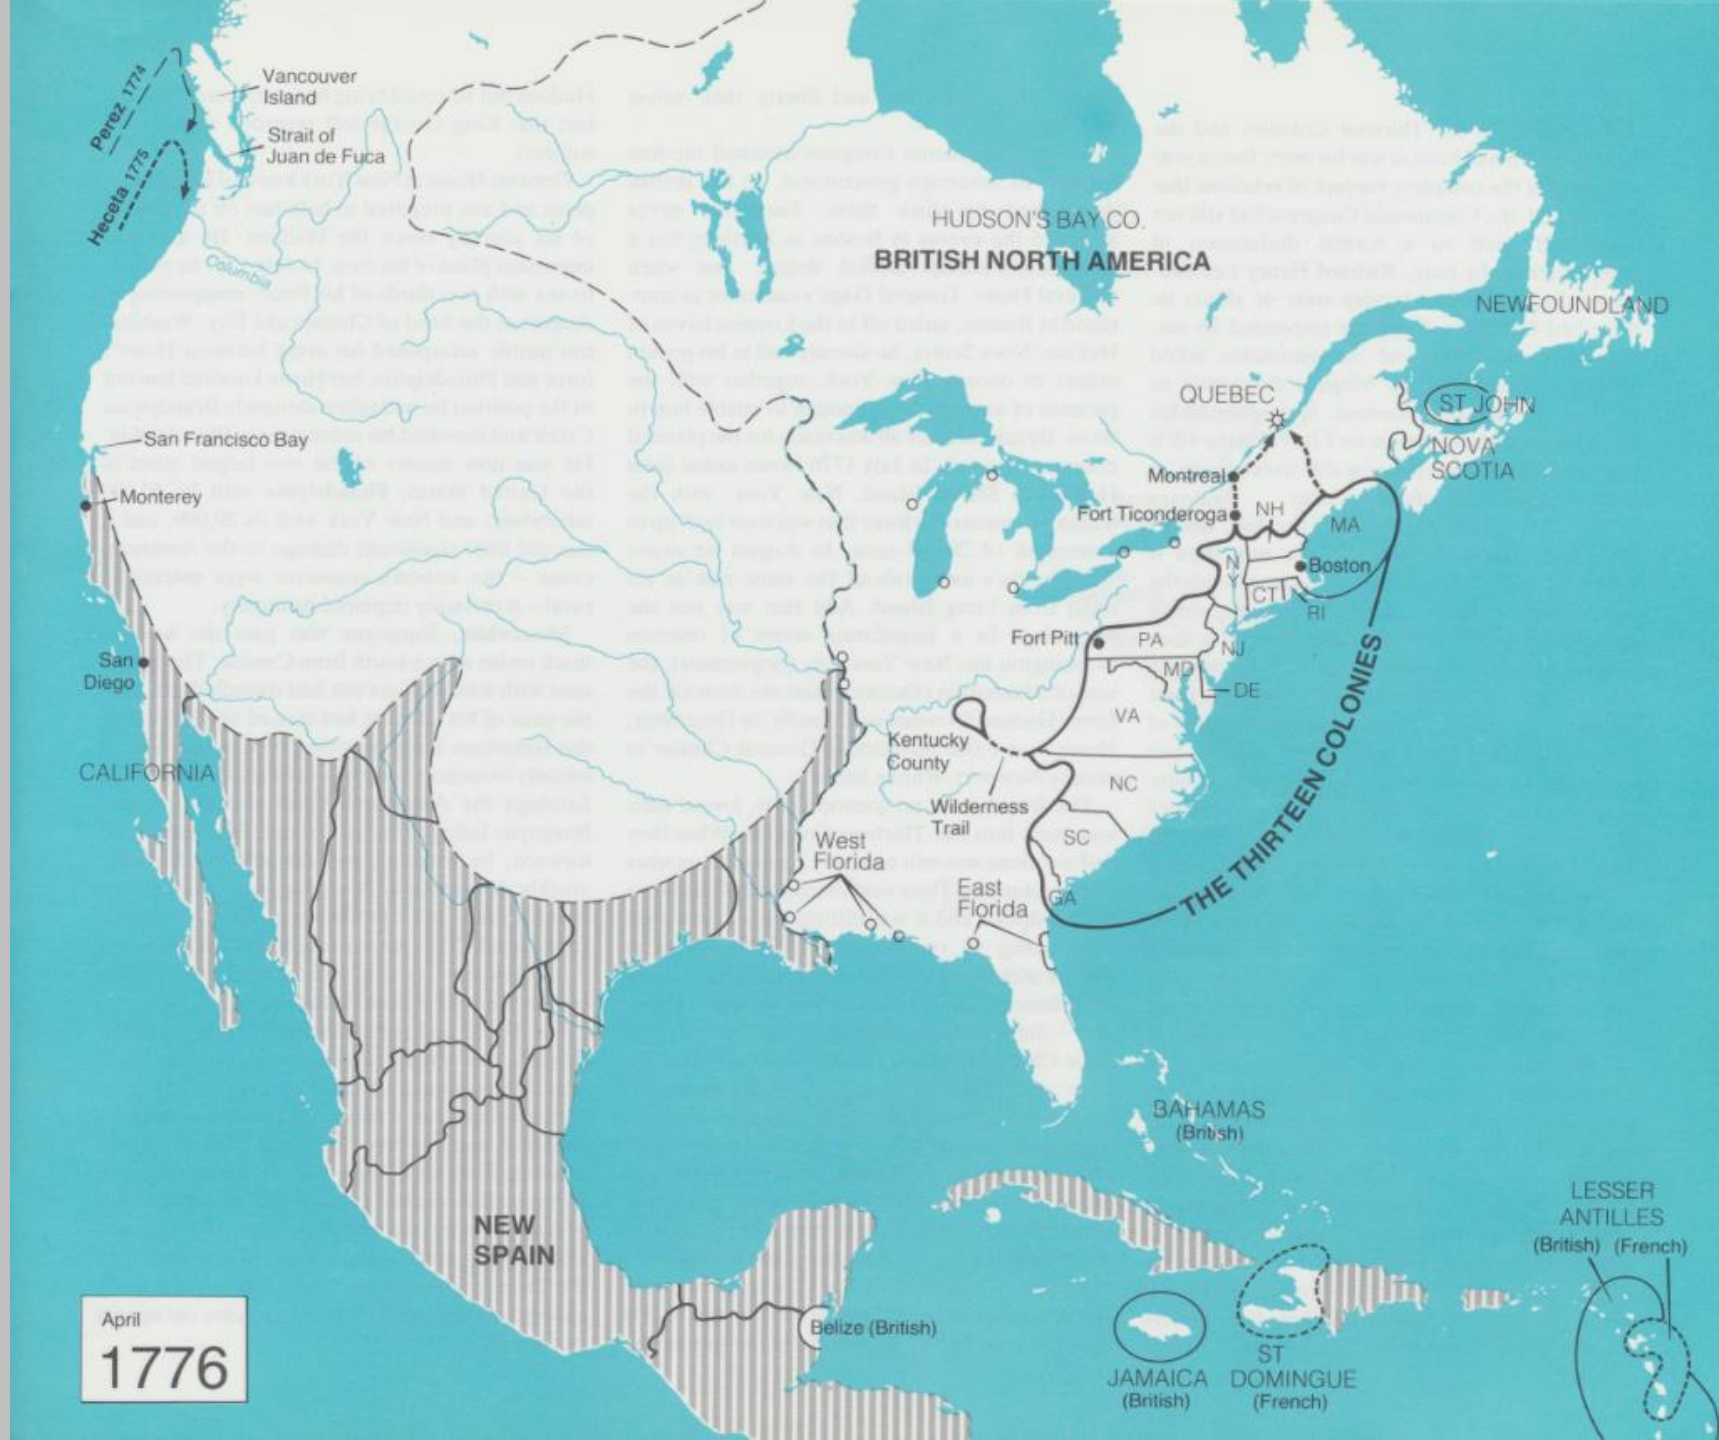 Perez 1774
Heceta 1775
Vancouver
Island
Strait of
Juan de Fuca
Columbia
HUDSON'S BAY CO.
BRITISH NORTH AMERICA
NEWFOUNDLAND
QUEBEC
ST JOHN
NOVA
SCOTIA
San Francisco Bay
Monterey
Montreal
Fort Ticonderoga
NH
MA
N
Y
Boston
CT
RI
Fort Pitt
PA
NJ
MD
DE
San
Diego
VA
Kentucky
County
CALIFORNIA
NC
Wilderness
Trail
SC
THE THIRTEEN COLONIES
West
Florida
East
Florida
GA
BAHAMAS
(British)
NEW
SPAIN
LESSER
ANTILLES
(British) (French)
Belize (British)
JAMAICA
(British)
ST
DOMINGUE
(French)
April
1776